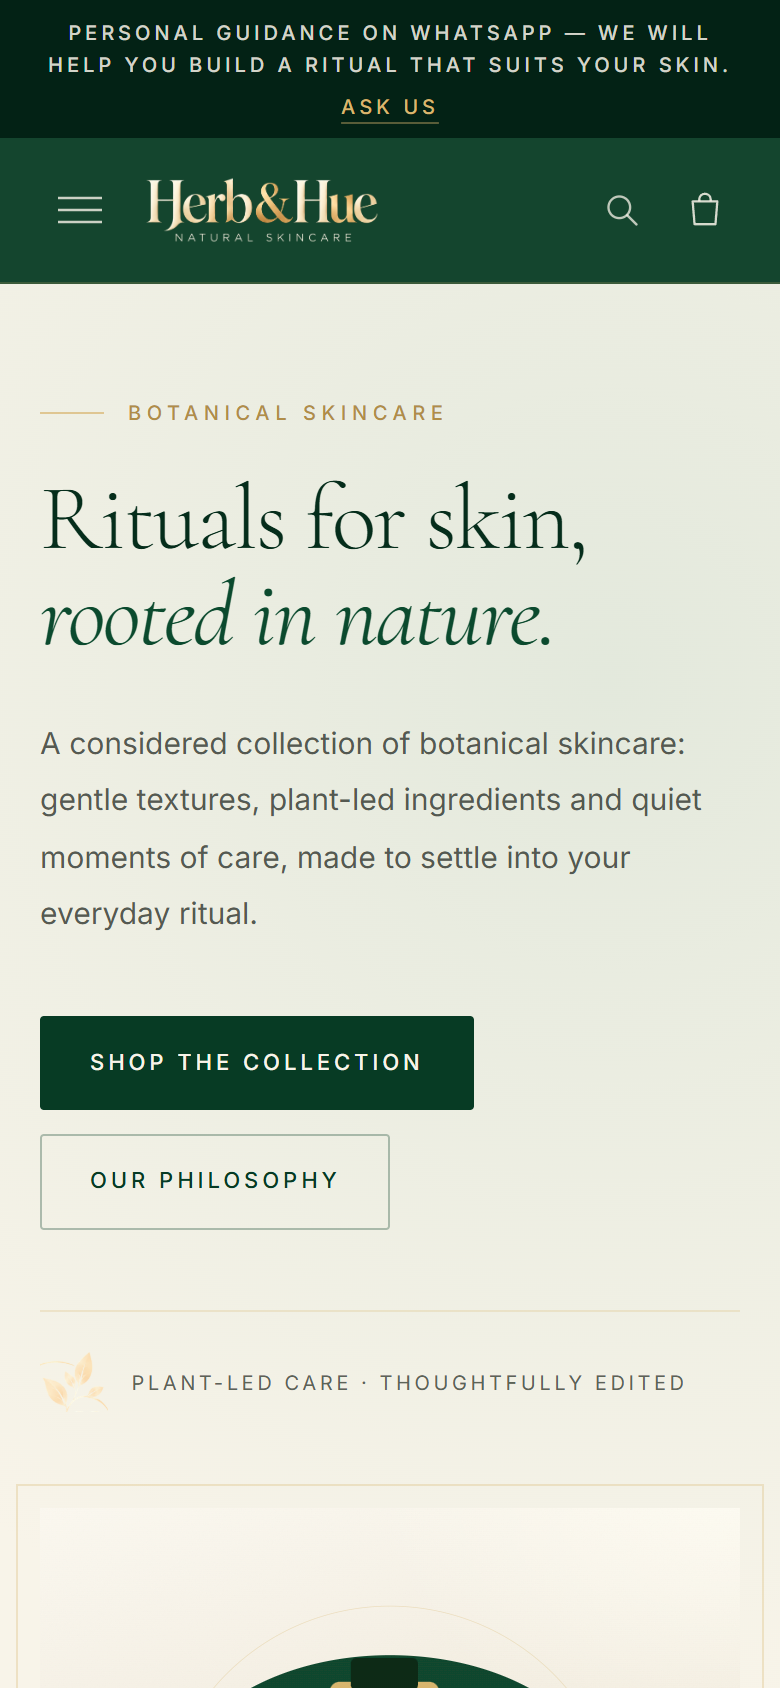 PERSONAL GUIDANCE ON WHATSAPP — WE WILL
HELP YOU BUILD A RITUAL THAT SUITS YOUR SKIN.
ASK US
Herb&Hue
NATURAL SKINCARE
BOTANICAL SKINCARE
Rituals for skin,
rooted in nature.
A considered collection of botanical skincare:
gentle textures, plant-led ingredients and quiet
moments of care, made to settle into your
everyday ritual.
SHOP THE COLLECTION
OUR PHILOSOPHY
PLANT-LED CARE · THOUGHTFULLY EDITED